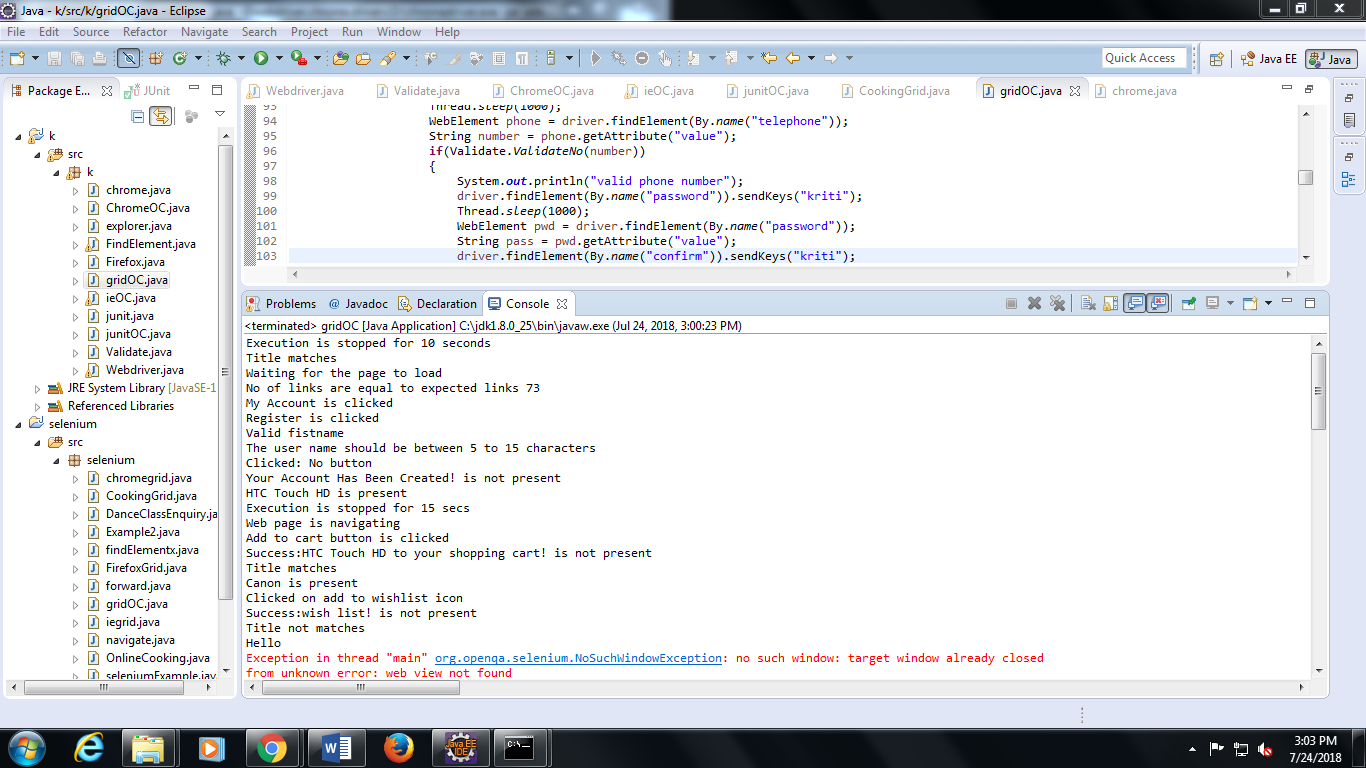 Java - k/src/k/gridOC.java - Eclipse
File Edit Source Refactor Navigate Search Project Run Window Help
Quick Access
Java EE
Java
Package E...
JUnit
k
src
k
chrome.java
ChromeOC.java
explorer.java
FindElement.java
Firefox.java
gridOC.java
ieOC.java
junit.java
junitOC.java
Validate.java
Webdriver.java
JRE System Library [JavaSE-1
Referenced Libraries
selenium
src
selenium
chromegrid.java
CookingGrid.java
DanceClassEnquiry.ja
Example2.java
findElementx.java
FirefoxGrid.java
forward.java
gridOC.java
iegrid.java
navigate.java
OnlineCooking.java
seleniumExample.jav
Webdriver.java Validate.java ChromeOC.java ieOC.java junitOC.java CookingGrid.java gridOC.java chrome.java
93 Thread.sleep(1000);
94 WebElement phone = driver.findElement(By.name("telephone"));
95 String number = phone.getAttribute("value");
96 if(Validate.ValidateNo(number))
97 {
98 System.out.println("valid phone number");
99 driver.findElement(By.name("password")).sendKeys("kriti");
100 Thread.sleep(1000);
101 WebElement pwd = driver.findElement(By.name("password"));
102 String pass = pwd.getAttribute("value");
103 driver.findElement(By.name("confirm")).sendKeys("kriti");
Problems @ Javadoc Declaration Console
<terminated> gridOC [Java Application] C:\jdk1.8.0_25\bin\javaw.exe (Jul 24, 2018, 3:00:23 PM)
Execution is stopped for 10 seconds
Title matches
Waiting for the page to load
No of links are equal to expected links 73
My Account is clicked
Register is clicked
Valid fistname
The user name should be between 5 to 15 characters
Clicked: No button
Your Account Has Been Created! is not present
HTC Touch HD is present
Execution is stopped for 15 secs
Web page is navigating
Add to cart button is clicked
Success:HTC Touch HD to your shopping cart! is not present
Title matches
Canon is present
Clicked on add to wishlist icon
Success:wish list! is not present
Title not matches
Hello
Exception in thread "main" org.openqa.selenium.NoSuchWindowException: no such window: target window already closed
from unknown error: web view not found
Java EE
IDE
C:\.
3:03 PM
7/24/2018